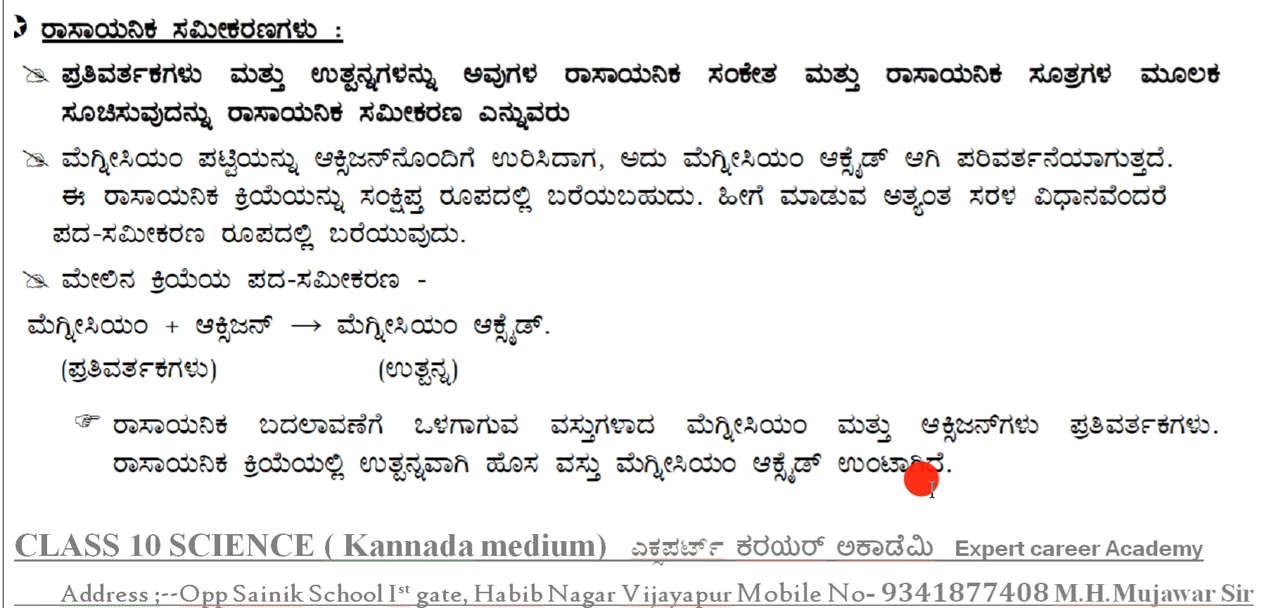 ರಾಸಾಯನಿಕ ಸಮೀಕರಣಗಳು :
ಪ್ರತಿವರ್ತಕಗಳು ಮತ್ತು ಉತ್ಪನ್ನಗಳನ್ನು ಅವುಗಳ ರಾಸಾಯನಿಕ ಸಂಕೇತ ಮತ್ತು ರಾಸಾಯನಿಕ ಸೂತ್ರಗಳ ಮೂಲಕ
ಸೂಚಿಸುವುದನ್ನು ರಾಸಾಯನಿಕ ಸಮೀಕರಣ ಎನ್ನುವರು
ಮೆಗ್ನೀಸಿಯಂ ಪಟ್ಟಿಯನ್ನು ಆಕ್ಸಿಜನ್‌ನೊಂದಿಗೆ ಉರಿಸಿದಾಗ, ಅದು ಮೆಗ್ನೀಸಿಯಂ ಆಕ್ಸೈಡ್ ಆಗಿ ಪರಿವರ್ತನೆಯಾಗುತ್ತದೆ.
ಈ ರಾಸಾಯನಿಕ ಕ್ರಿಯೆಯನ್ನು ಸಂಕ್ಷಿಪ್ತ ರೂಪದಲ್ಲಿ ಬರೆಯಬಹುದು. ಹೀಗೆ ಮಾಡುವ ಅತ್ಯಂತ ಸರಳ ವಿಧಾನವೆಂದರೆ
ಪದ-ಸಮೀಕರಣ ರೂಪದಲ್ಲಿ ಬರೆಯುವುದು.
ಮೇಲಿನ ಕ್ರಿಯೆಯ ಪದ-ಸಮೀಕರಣ -
ಮೆಗ್ನೀಸಿಯಂ + ಆಕ್ಸಿಜನ್ → ಮೆಗ್ನೀಸಿಯಂ ಆಕ್ಸೈಡ್.
(ಪ್ರತಿವರ್ತಕಗಳು) (ಉತ್ಪನ್ನ)
ರಾಸಾಯನಿಕ ಬದಲಾವಣೆಗೆ ಒಳಗಾಗುವ ವಸ್ತುಗಳಾದ ಮೆಗ್ನೀಸಿಯಂ ಮತ್ತು ಆಕ್ಸಿಜನ್‌ಗಳು ಪ್ರತಿವರ್ತಕಗಳು.
ರಾಸಾಯನಿಕ ಕ್ರಿಯೆಯಲ್ಲಿ ಉತ್ಪನ್ನವಾಗಿ ಹೊಸ ವಸ್ತು ಮೆಗ್ನೀಸಿಯಂ ಆಕ್ಸೈಡ್ ಉಂಟಾಗಿದೆ.
CLASS 10 SCIENCE ( Kannada medium) ಎಕ್ಸಪರ್ಟ್ ಕರಯರ್ ಅಕಾಡೆಮಿ Expert career Academy
Address ;--Opp Sainik School Ist gate, Habib Nagar Vijayapur Mobile No- 9341877408 M.H.Mujawar Sir